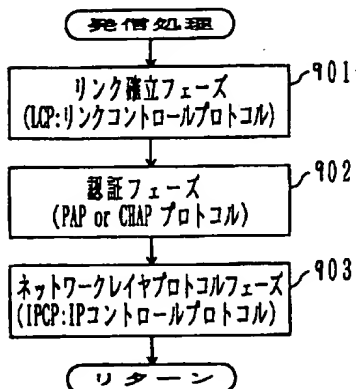 発信処理
リンク確立フェーズ
(LCP:リンクコントロールプロトコル)
901
認証フェーズ
(PAP or CHAP プロトコル)
902
ネットワークレイヤプロトコルフェーズ
(IPCP:IPコントロールプロトコル)
903
リターン